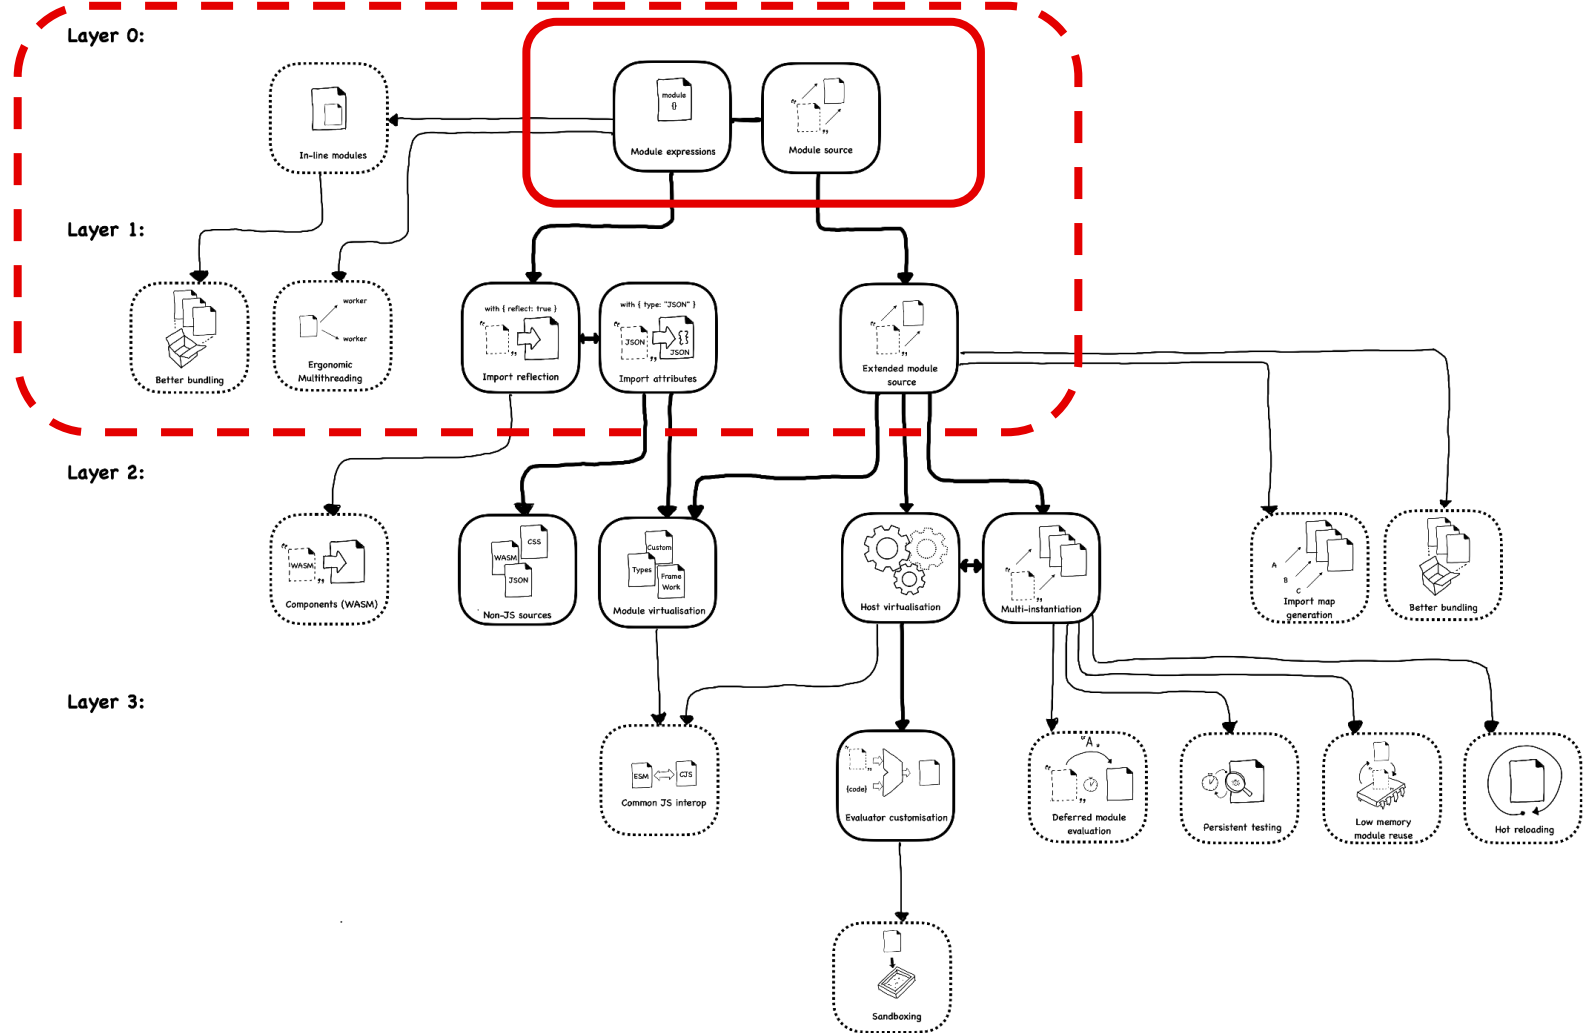 Layer 0:
module
{}
"
"
In-line modules
Module expressions
Module source
Layer 1:
with { reflect: true }
with { type: "JSON" }
worker
worker
"
"
"
JSON
"
{ }
JSON
"
"
Better bundling
Ergonomic
Multithreading
Import reflection
Import attributes
Extended module
source
Layer 2:
"
WASM
"
Components (WASM)
CSS
WASM
JSON
Non-JS sources
Custom
Types
Frame
Work
Module virtualisation
Host virtualisation
"
"
Multi-instantiation
A
B
C
Import map
generation
Better bundling
Layer 3:
ESM
CJS
Common JS interop
"
"
{code}
Evaluator customisation
"A"
"
"
Deferred module
evaluation
Persistent testing
Low memory
module reuse
Hot reloading
Sandboxing